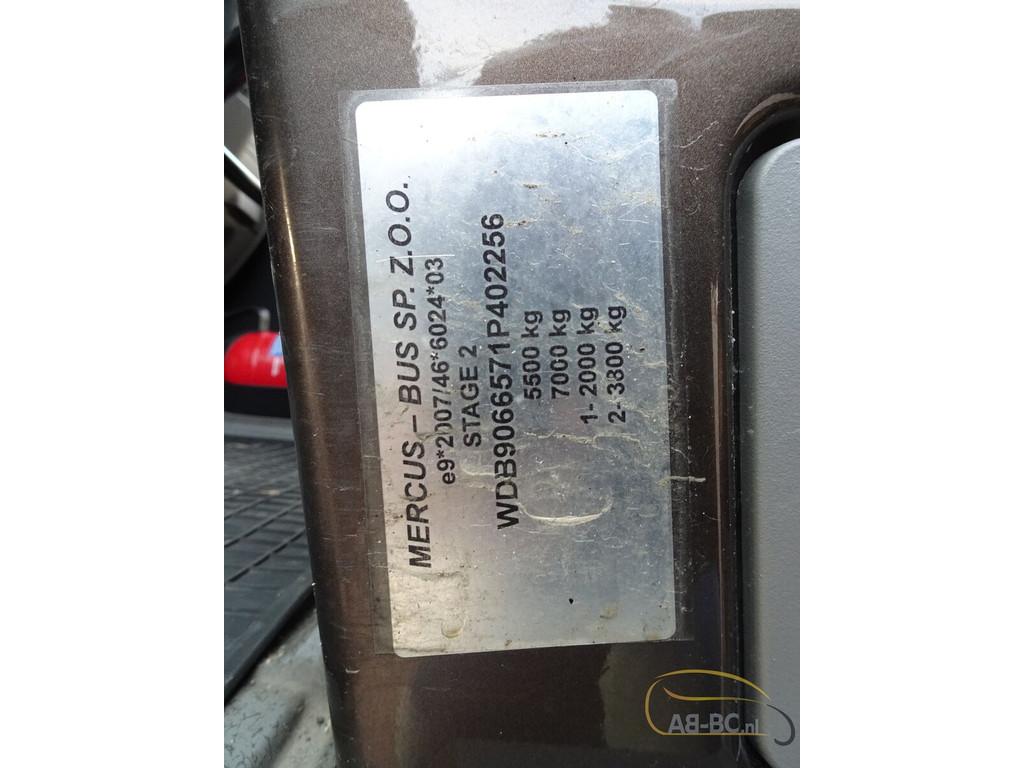 MERCUS – BUS SP. Z.O.O.
e9*2007/46*6024*03
STAGE 2
WDB9066571P402256
5500 kg
7000 kg
1- 2000 kg
2- 3800 kg
AB-BC.nl